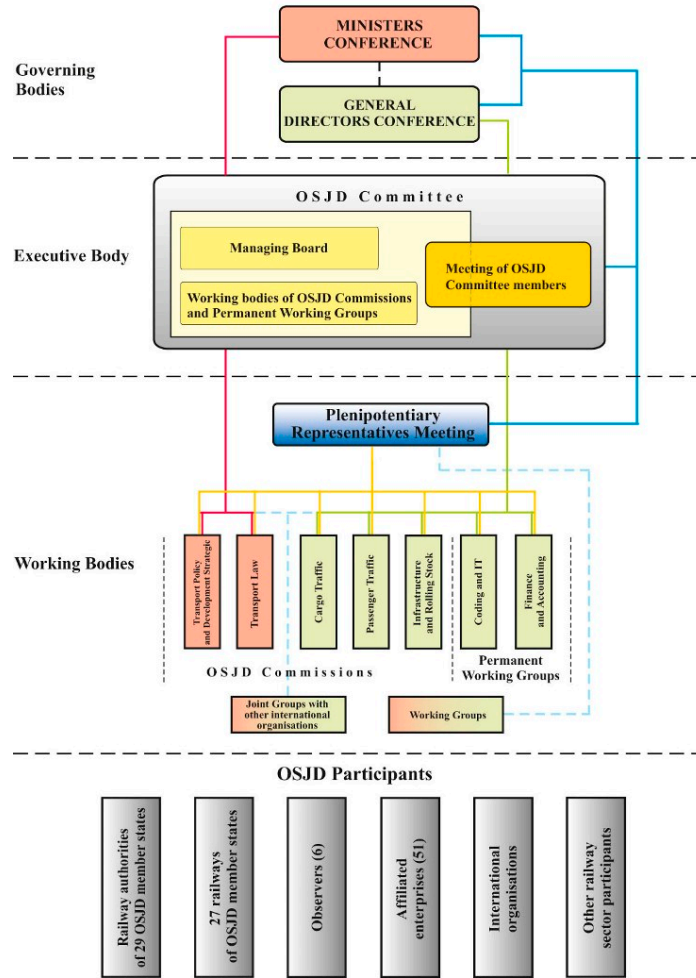 MINISTERS
CONFERENCE
Governing
Bodies
GENERAL
DIRECTORS CONFERENCE
OSJD Committee
Executive Body
Managing Board
Meeting of OSJD
Committee members
Working bodies of OSJD Commissions
and Permanent Working Groups
Plenipotentiary
Representatives Meeting
Working Bodies
Transport Policy
and Development Strategic
Transport Law
Cargo Traffic
Passenger Traffic
Infrastructure
and Rolling Stock
Coding and IT
Finance
and Accounting
OSJD Commissions
Permanent
Working Groups
Joint Groups with
other international
organisations
Working Groups
OSJD Participants
Railway authorities
of 29 OSJD member states
27 railways
of OSJD member states
Observers (6)
Affiliated
enterprises (51)
International
organisations
Other railway
sector participants